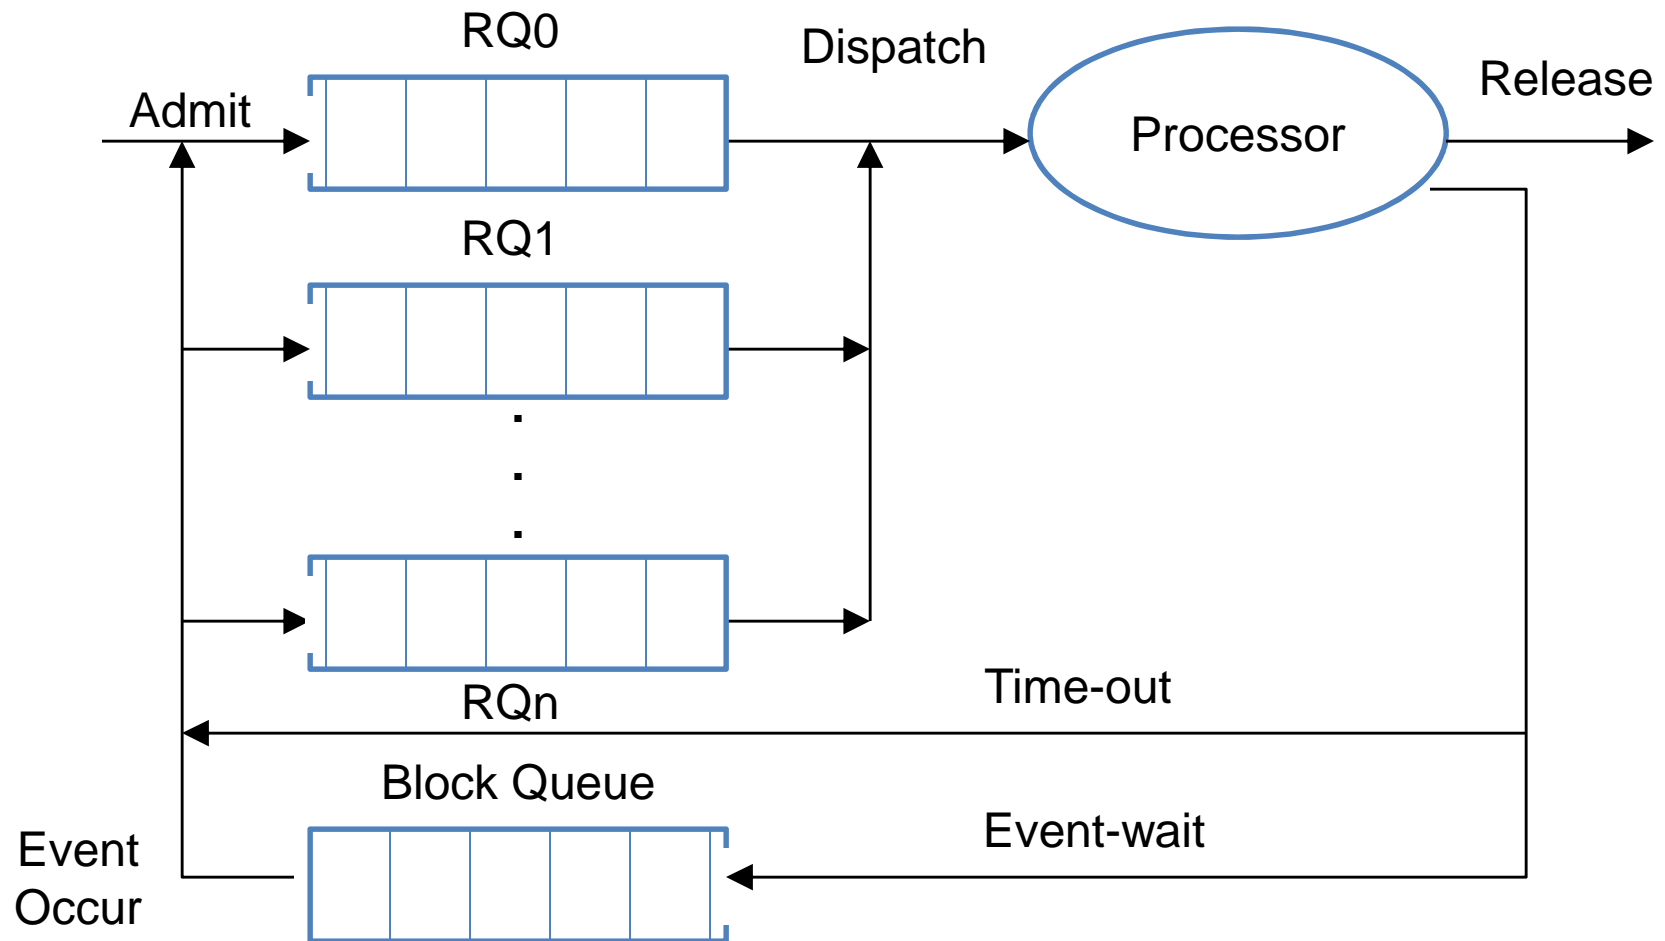 RQ0
Dispatch
Release
Admit
Processor
RQ1
.
.
.
RQn
Time-out
Block Queue
Event-wait
Event
Occur